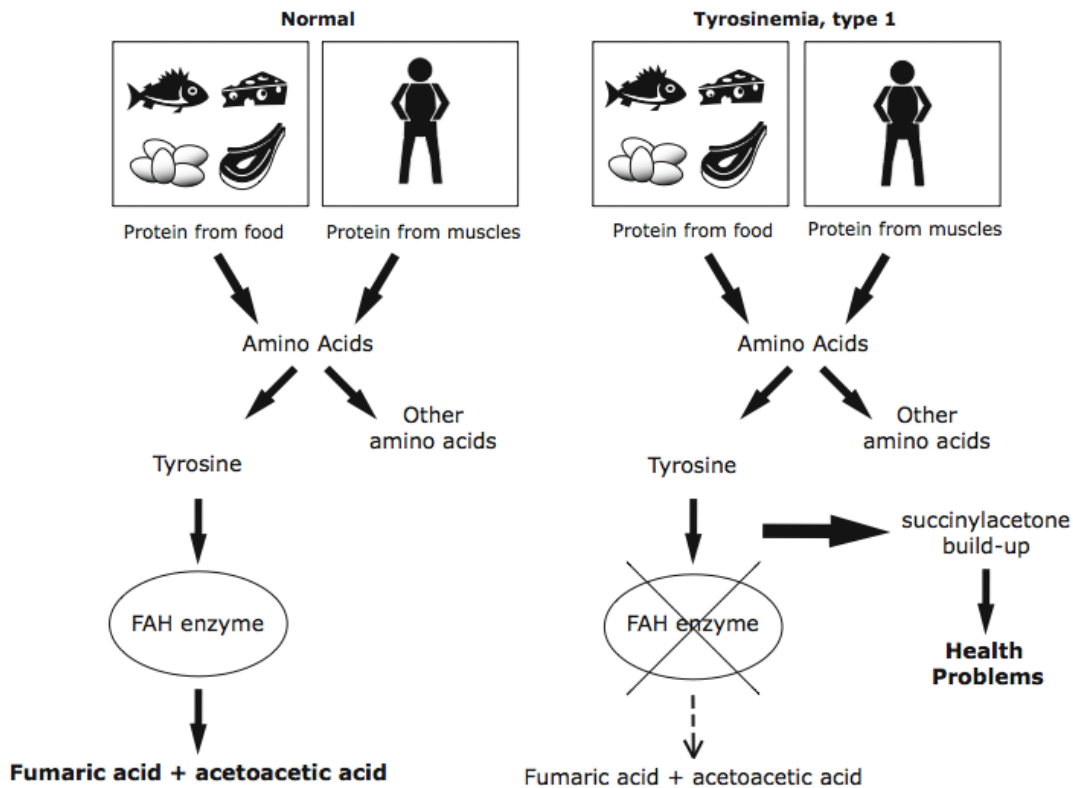 Normal
Protein from food
Protein from muscles
Amino Acids
Other
amino acids
Tyrosine
FAH enzyme
Fumaric acid + acetoacetic acid
Tyrosinemia, type 1
Protein from food
Protein from muscles
Amino Acids
Other
amino acids
Tyrosine
succinylacetone
build-up
FAH enzyme
Health
Problems
Fumaric acid + acetoacetic acid